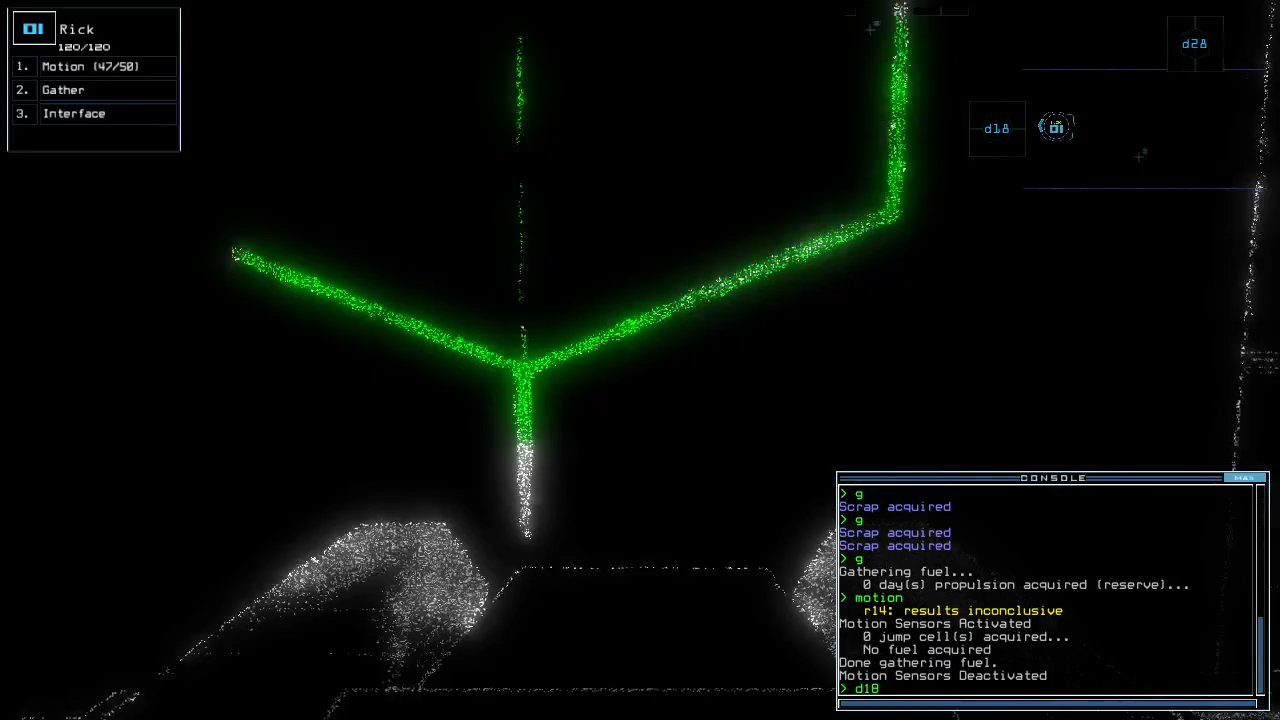 01 Rick
120/120
1. Motion (47/50)
2. Gather
3. Interface
d28
d18
01
CONSOLE
> g
Scrap acquired
> g
Scrap acquired
Scrap acquired
> g
Gathering fuel...
0 day(s) propulsion acquired (reserve)...
> motion
r14: results inconclusive
Motion Sensors Activated
0 jump cell(s) acquired...
No fuel acquired
Done gathering fuel.
Motion Sensors Deactivated
> d18